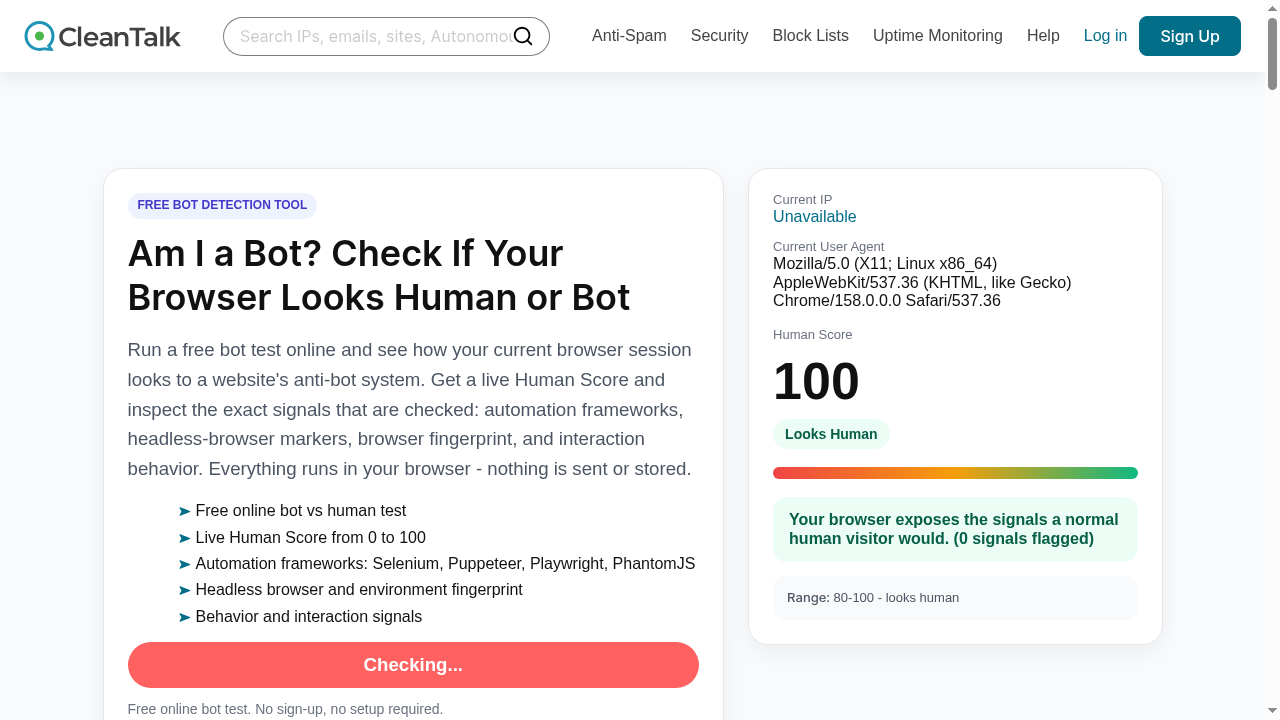 CleanTalk
Search IPs, emails, sites, Autonomou
Anti-Spam
Security
Block Lists
Uptime Monitoring
Help
Log in
Sign Up
FREE BOT DETECTION TOOL
Am I a Bot? Check If Your
Browser Looks Human or Bot
Run a free bot test online and see how your current browser session
looks to a website's anti-bot system. Get a live Human Score and
inspect the exact signals that are checked: automation frameworks,
headless-browser markers, browser fingerprint, and interaction
behavior. Everything runs in your browser - nothing is sent or stored.
➤ Free online bot vs human test
➤ Live Human Score from 0 to 100
➤ Automation frameworks: Selenium, Puppeteer, Playwright, PhantomJS
➤ Headless browser and environment fingerprint
➤ Behavior and interaction signals
Checking...
Free online bot test. No sign-up, no setup required.
Current IP
Unavailable
Current User Agent
Mozilla/5.0 (X11; Linux x86_64)
AppleWebKit/537.36 (KHTML, like Gecko)
Chrome/158.0.0.0 Safari/537.36
Human Score
100
Looks Human
Your browser exposes the signals a normal
human visitor would. (0 signals flagged)
Range: 80-100 - looks human